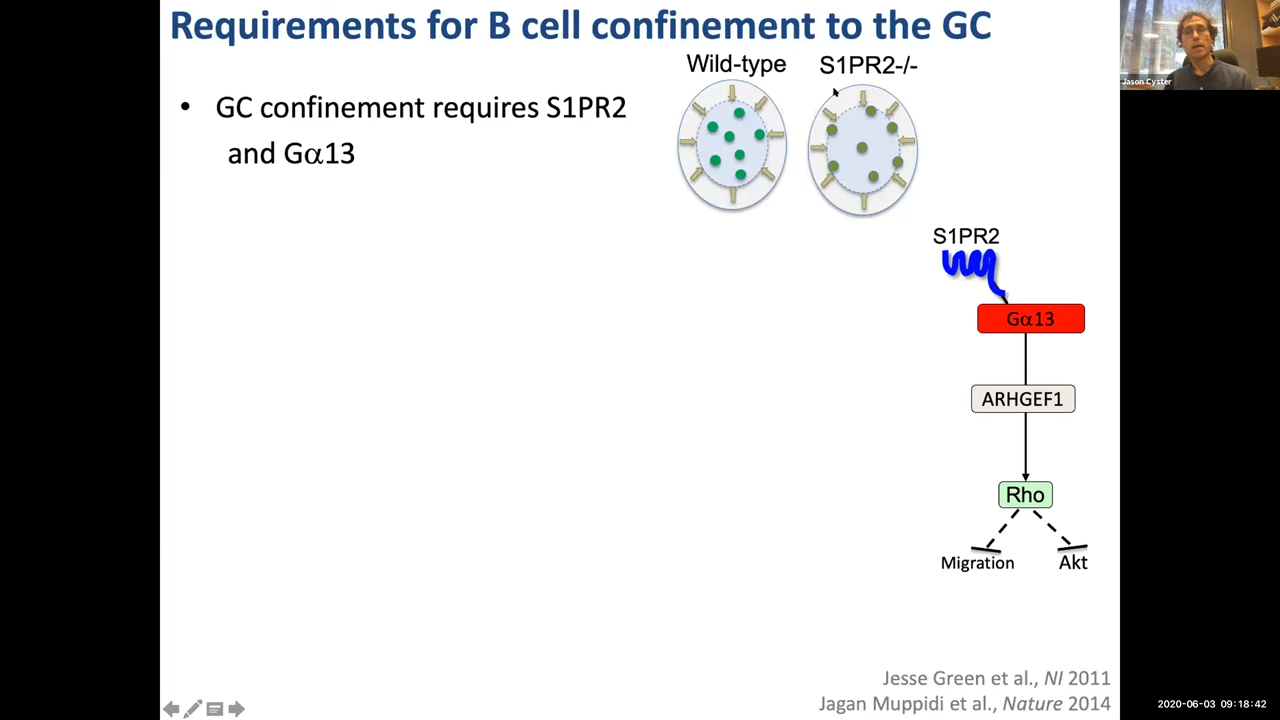 Requirements for B cell confinement to the GC
Wild-type
S1PR2-/-
Jason Cyster
• GC confinement requires S1PR2
and Gα13
S1PR2
Gα13
ARHGEF1
Rho
Migration
Akt
Jesse Green et al., NI 2011
Jagan Muppidi et al., Nature 2014
2020-06-03 09:18:42